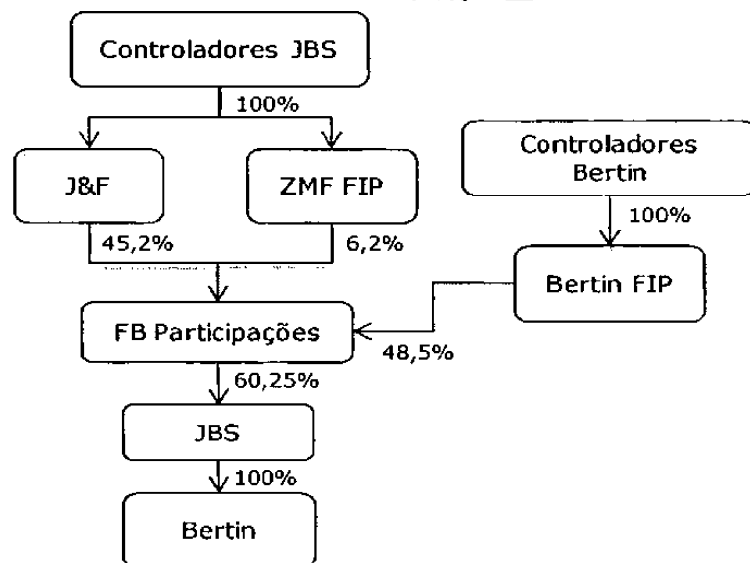 Controladores JBS
100%
J&F
ZMF FIP
Controladores
Bertin
45,2%
6,2%
100%
Bertin FIP
FB Participações
48,5%
60,25%
JBS
100%
Bertin